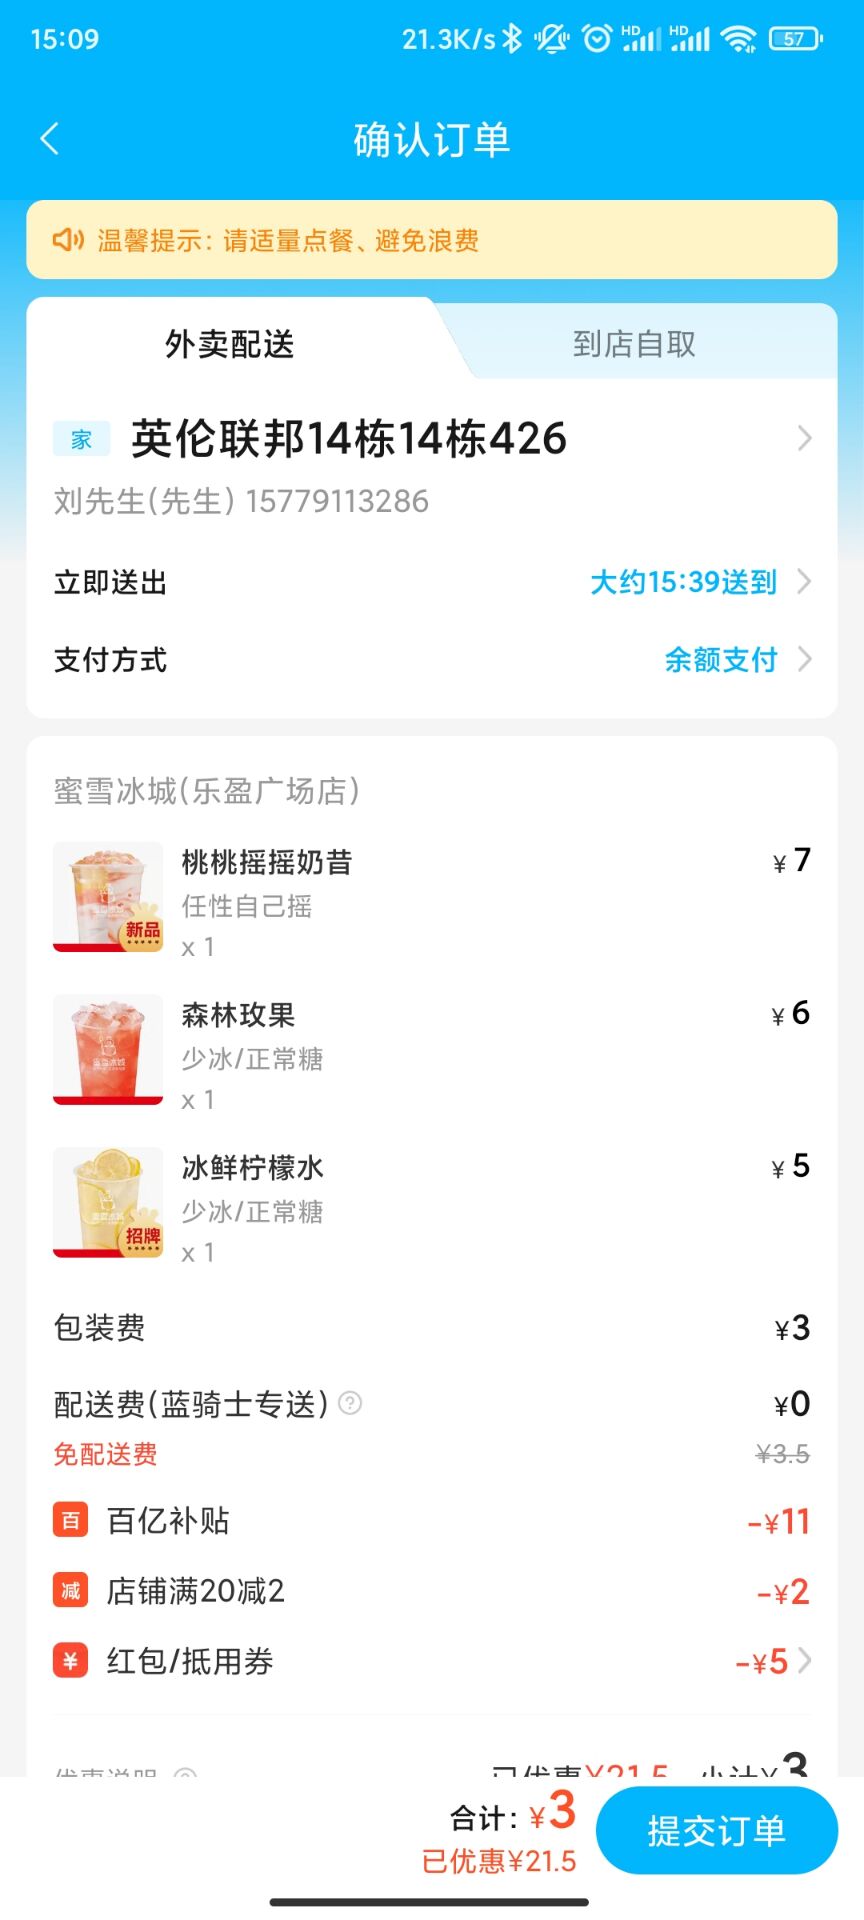 15:09
21.3K/s
HD
HD
57
确认订单
温馨提示：请适量点餐、避免浪费
外卖配送
到店自取
家
英伦联邦14栋14栋426
刘先生(先生) 15779113286
立即送出
大约15:39送到
支付方式
余额支付
蜜雪冰城(乐盈广场店)
桃桃摇摇奶昔
¥ 7
任性自己摇
x 1
新品
森林玫果
¥ 6
少冰/正常糖
x 1
冰鲜柠檬水
¥ 5
少冰/正常糖
x 1
招牌
包装费
¥3
配送费(蓝骑士专送)
¥0
免配送费
¥3.5
百
百亿补贴
-¥11
减
店铺满20减2
-¥2
¥
红包/抵用券
-¥5
优惠说明
已优惠¥21.5 小计¥3
合计: ¥3
已优惠¥21.5
提交订单